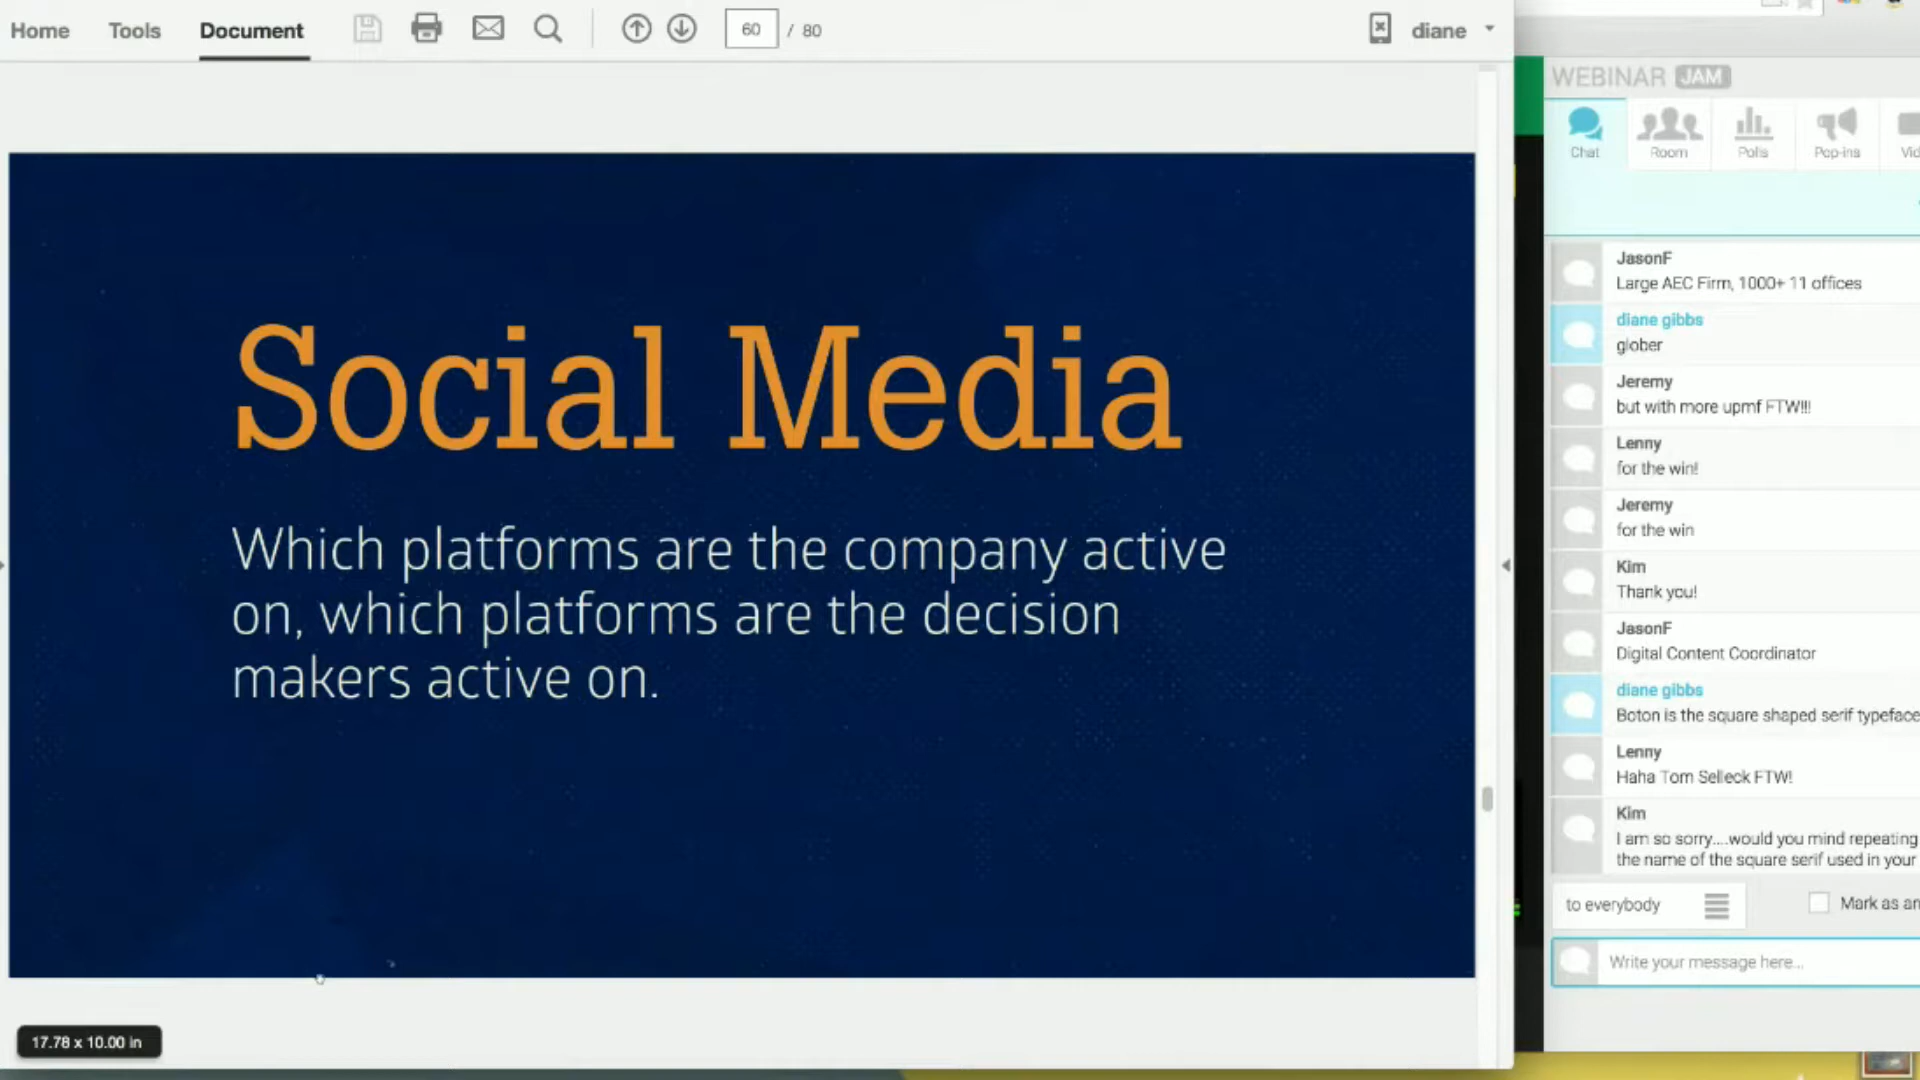 Home Tools Document 60 / 80 diane
Social Media
Which platforms are the company active
on, which platforms are the decision
makers active on.
17.78 x 10.00 in
WEBINAR JAM
Chat Room Polls Pop-ins
JasonF
Large AEC Firm, 1000+ 11 offices
diane gibbs
glober
Jeremy
but with more upmf FTW!!!
Lenny
for the win!
Jeremy
for the win
Kim
Thank you!
JasonF
Digital Content Coordinator
diane gibbs
Boton is the square shaped serif typeface
Lenny
Haha Tom Selleck FTW!
Kim
I am so sorry....would you mind repeating
the name of the square serif used in your
to everybody Mark as
Write your message here...